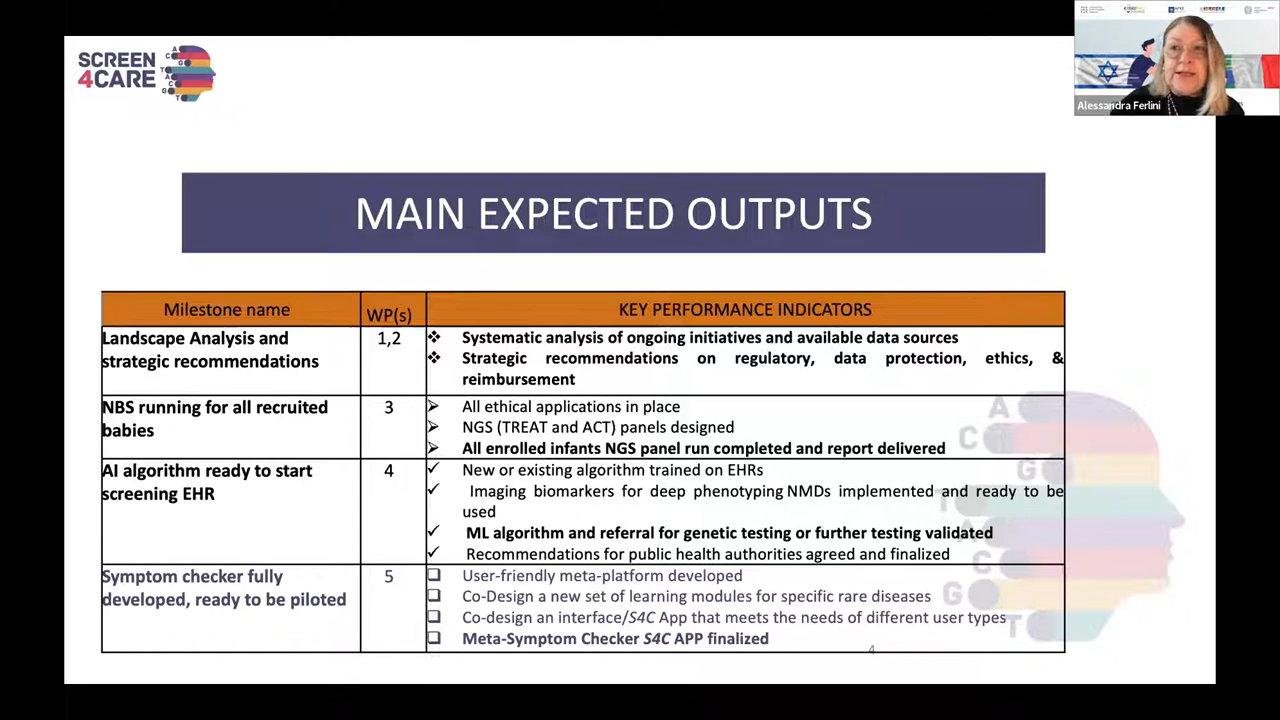 SCREEN
4CARE
Alessandra Ferlini
MAIN EXPECTED OUTPUTS
Milestone name
WP(s)
KEY PERFORMANCE INDICATORS
Landscape Analysis and
strategic recommendations
1,2
Systematic analysis of ongoing initiatives and available data sources
Strategic recommendations on regulatory, data protection, ethics, &
reimbursement
NBS running for all recruited
babies
3
All ethical applications in place
NGS (TREAT and ACT) panels designed
All enrolled infants NGS panel run completed and report delivered
AI algorithm ready to start
screening EHR
4
New or existing algorithm trained on EHRs
Imaging biomarkers for deep phenotyping NMDs implemented and ready to be
used
ML algorithm and referral for genetic testing or further testing validated
Recommendations for public health authorities agreed and finalized
Symptom checker fully
developed, ready to be piloted
5
User-friendly meta-platform developed
Co-Design a new set of learning modules for specific rare diseases
Co-design an interface/S4C App that meets the needs of different user types
Meta-Symptom Checker S4C APP finalized
4
A
C
G
T
A
C
G
T